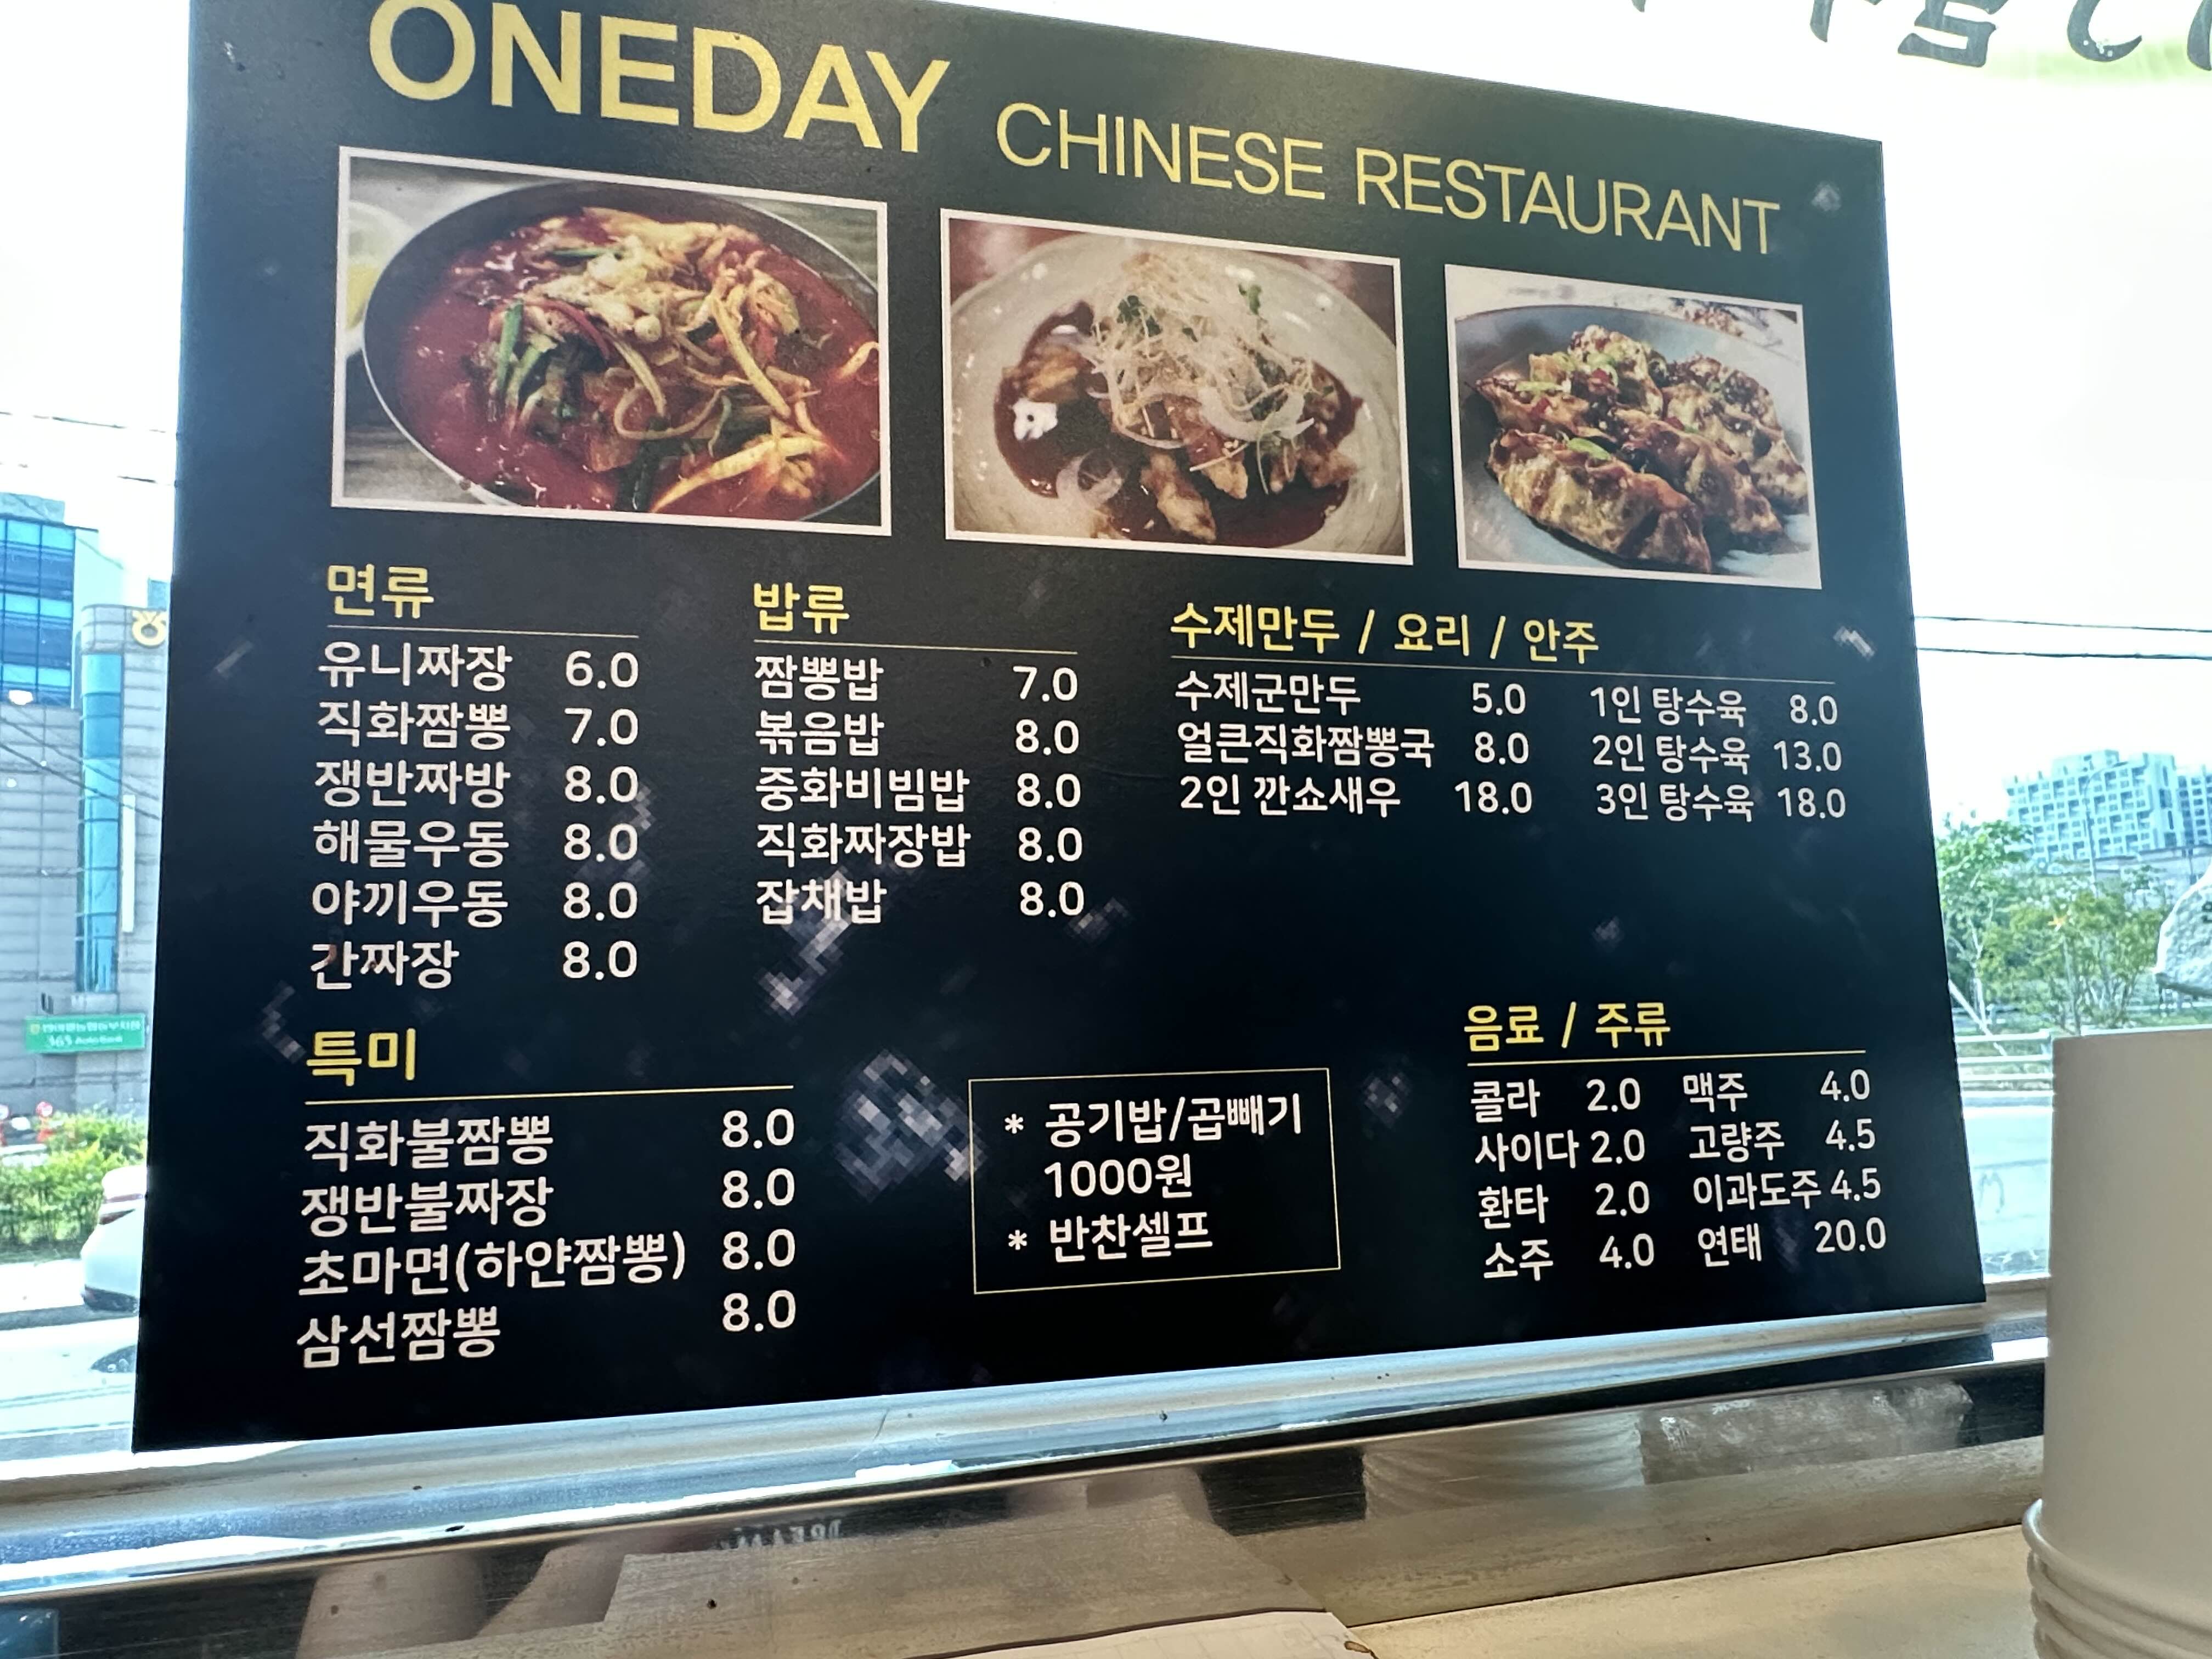 ONEDAY CHINESE RESTAURANT
면류
유니짜장 6.0
직화짬뽕 7.0
쟁반짜방 8.0
해물우동 8.0
야끼우동 8.0
간짜장 8.0
밥류
짬뽕밥 7.0
볶음밥 8.0
중화비빔밥 8.0
직화짜장밥 8.0
잡채밥 8.0
수제만두 / 요리 / 안주
수제군만두 5.0
얼큰직화짬뽕국 8.0
2인 깐쇼새우 18.0
1인 탕수육 8.0
2인 탕수육 13.0
3인 탕수육 18.0
특미
직화불짬뽕 8.0
쟁반불짜장 8.0
초마면(하얀짬뽕) 8.0
삼선짬뽕 8.0
* 공기밥/곱빼기
1000원
* 반찬셀프
음료 / 주류
콜라 2.0
사이다 2.0
환타 2.0
소주 4.0
맥주 4.0
고량주 4.5
이과도주 4.5
연태 20.0
365